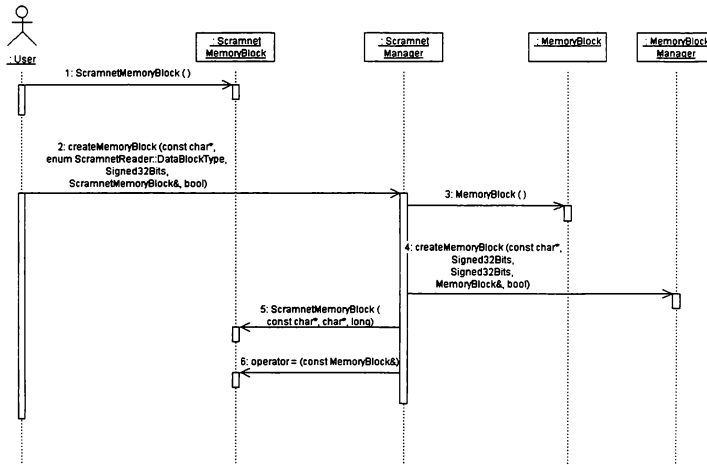 : User
: Scramnet
MemoryBlock
: Scramnet
Manager
: MemoryBlock
: MemoryBlock
Manager
1: ScramnetMemoryBlock ( )
2: createMemoryBlock (const char*,
enum ScramnetReader::DataBlockType,
Signed32Bits,
ScramnetMemoryBlock&, bool)
3: MemoryBlock ( )
4: createMemoryBlock (const char*,
Signed32Bits,
Signed32Bits,
MemoryBlock&, bool)
5: ScramnetMemoryBlock (
const char*, char*, long)
6: operator= (const MemoryBlock&)